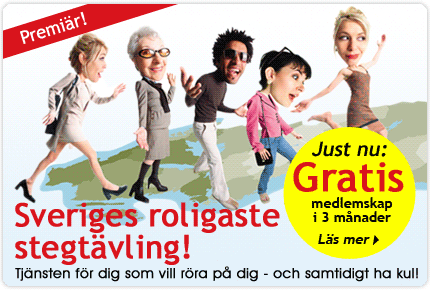 Premiär!
Just nu:
Gratis
medlemskap
i 3 månader
Läs mer
Sveriges roligaste
stegtävling!
Tjänsten för dig som vill röra på dig - och samtidigt ha kul!